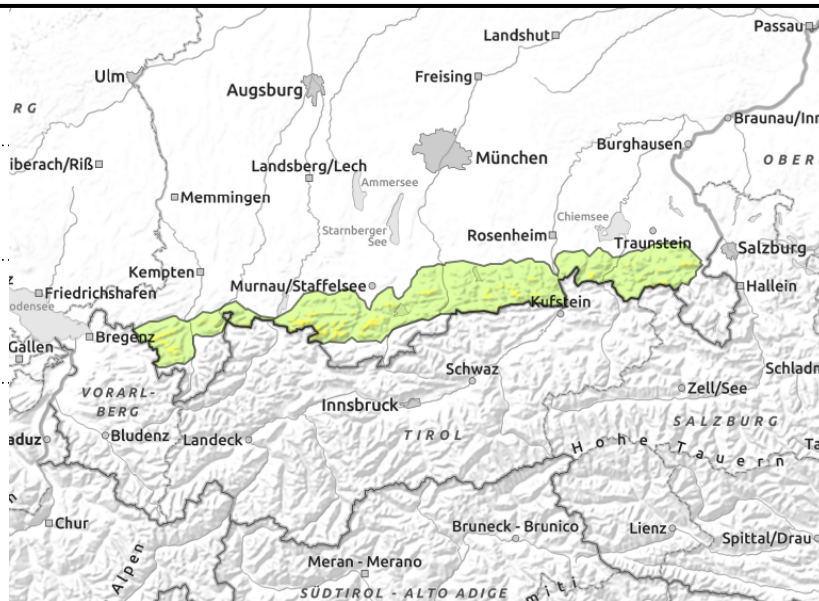 Passau
Landshut
Ulm
Freising
Augsburg
RG
Braunau/Inn
Burghausen
iberach/Riß
Landsberg/Lech
München
OBER
Ammersee
Memmingen
Chiemsee
Starnberger
See
Rosenheim
Traunstein
Salzburg
Kempten
Murnau/Staffelsee
Hallein
z
Friedrichshafen
odensee
Kufstein
Bregenz
Gallen
Schwaz
Schladm
VORARL-
BERG
Zell/See
Innsbruck
SALZBURG
aduz
Bludenz
Landeck
TIROL
Hohe Tauern
Ta
n
Chur
Bruneck - Brunico
Lienz
Spittal/Drau
Alpen
Meran - Merano
miti
SÜDTIROL - ALTO ADIGE